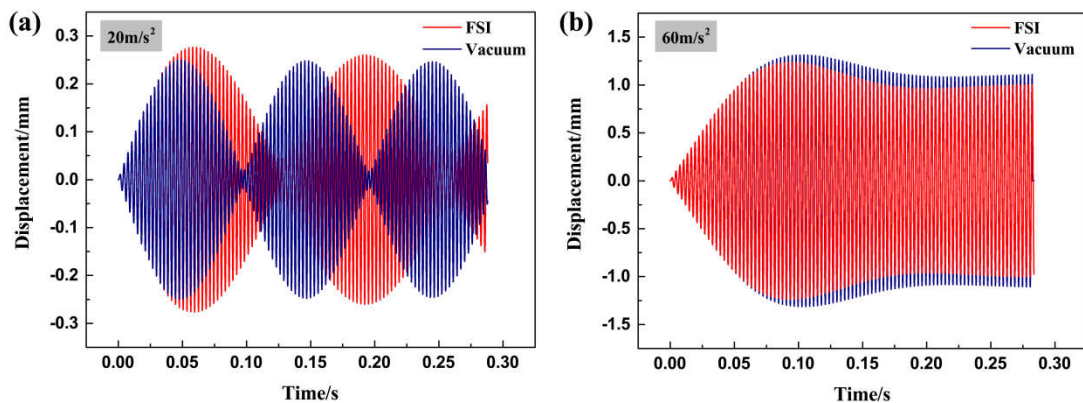 (a)
20m/s²
FSI
Vacuum
Displacement/mm
0.3
0.2
0.1
0.0
-0.1
-0.2
-0.3
0.00 0.05 0.10 0.15 0.20 0.25 0.30
Time/s
(b)
60m/s²
FSI
Vacuum
Displacement/mm
1.5
1.0
0.5
0.0
-0.5
-1.0
-1.5
0.00 0.05 0.10 0.15 0.20 0.25 0.30
Time/s